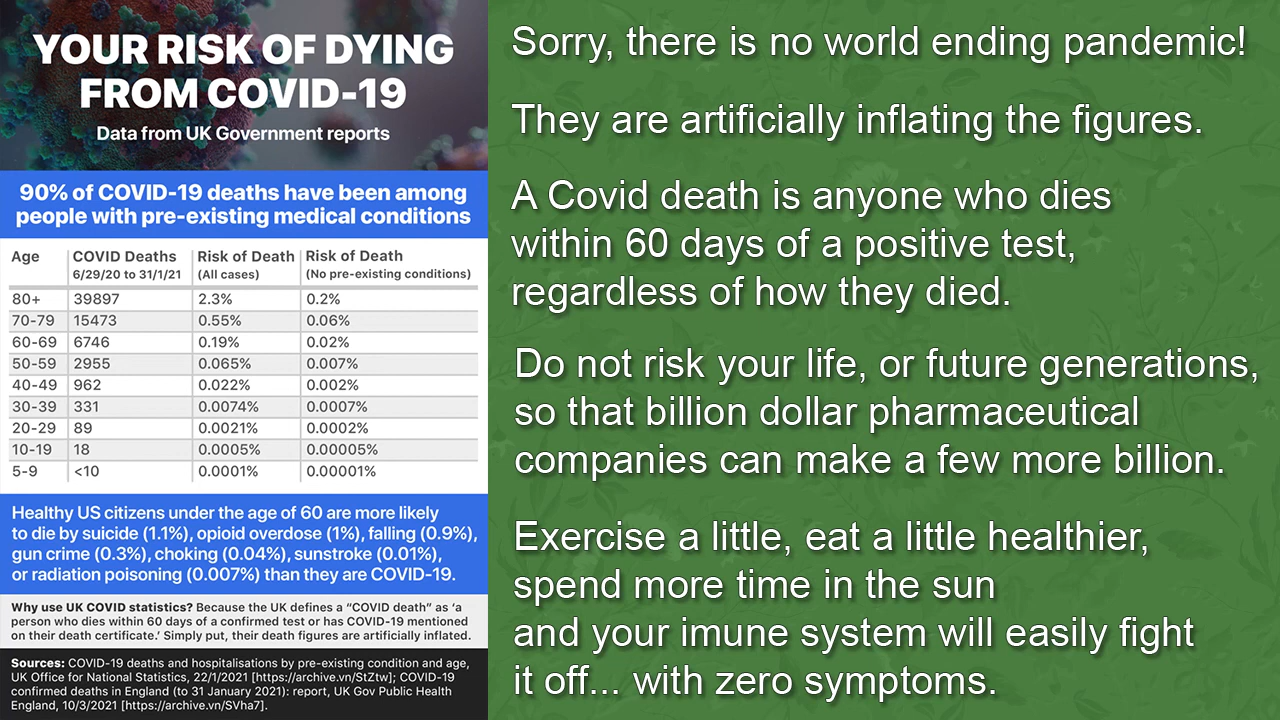 YOUR RISK OF DYING
FROM COVID-19
Data from UK Government reports
90% of COVID-19 deaths have been among
people with pre-existing medical conditions
Age COVID Deaths Risk of Death Risk of Death
6/29/20 to 31/1/21 (All cases) (No pre-existing conditions)
80+ 39897 2.3% 0.2%
70-79 15473 0.55% 0.06%
60-69 6746 0.19% 0.02%
50-59 2955 0.065% 0.007%
40-49 962 0.022% 0.002%
30-39 331 0.0074% 0.0007%
20-29 89 0.0021% 0.0002%
10-19 18 0.0005% 0.00005%
5-9 <10 0.0001% 0.00001%
Healthy US citizens under the age of 60 are more likely
to die by suicide (1.1%), opioid overdose (1%), falling (0.9%),
gun crime (0.3%), choking (0.04%), sunstroke (0.01%),
or radiation poisoning (0.007%) than they are COVID-19.
Why use UK COVID statistics? Because the UK defines a “COVID death” as ‘a
person who dies within 60 days of a confirmed test or has COVID-19 mentioned
on their death certificate.’ Simply put, their death figures are artificially inflated.
Sources: COVID-19 deaths and hospitalisations by pre-existing condition and age,
UK Office for National Statistics, 22/1/2021 [https://archive.vn/StZtw]; COVID-19
confirmed deaths in England (to 31 January 2021): report, UK Gov Public Health
England, 10/3/2021 [https://archive.vn/SVha7].
Sorry, there is no world ending pandemic!
They are artificially inflating the figures.
A Covid death is anyone who dies
within 60 days of a positive test,
regardless of how they died.
Do not risk your life, or future generations,
so that billion dollar pharmaceutical
companies can make a few more billion.
Exercise a little, eat a little healthier,
spend more time in the sun
and your imune system will easily fight
it off... with zero symptoms.